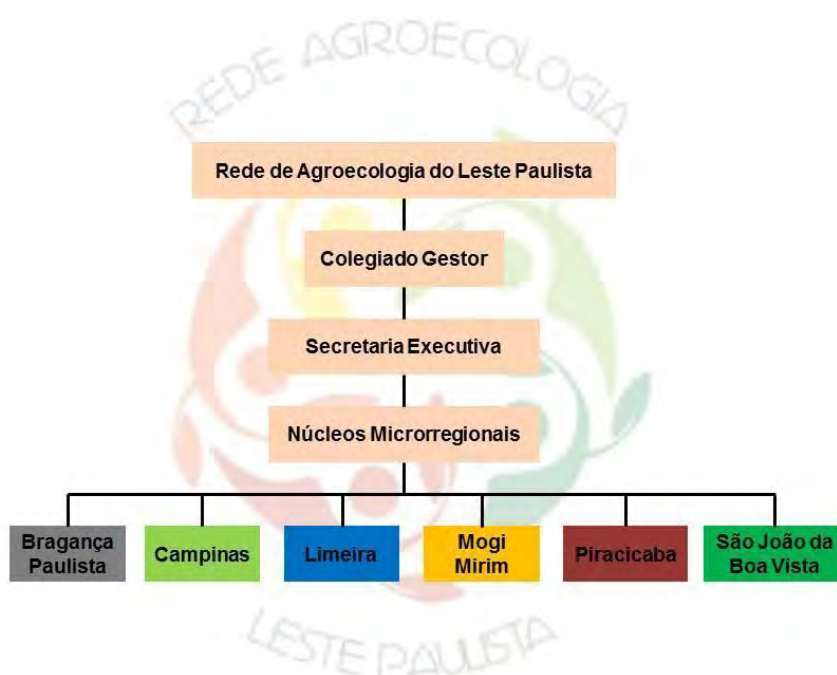 REDE AGROECOLOGIA
Rede de Agroecologia do Leste Paulista
Colegiado Gestor
Secretaria Executiva
Núcleos Microrregionais
Bragança
Paulista
Campinas
Limeira
Mogi
Mirim
Piracicaba
São João da
Boa Vista
LESTE PAULISTA